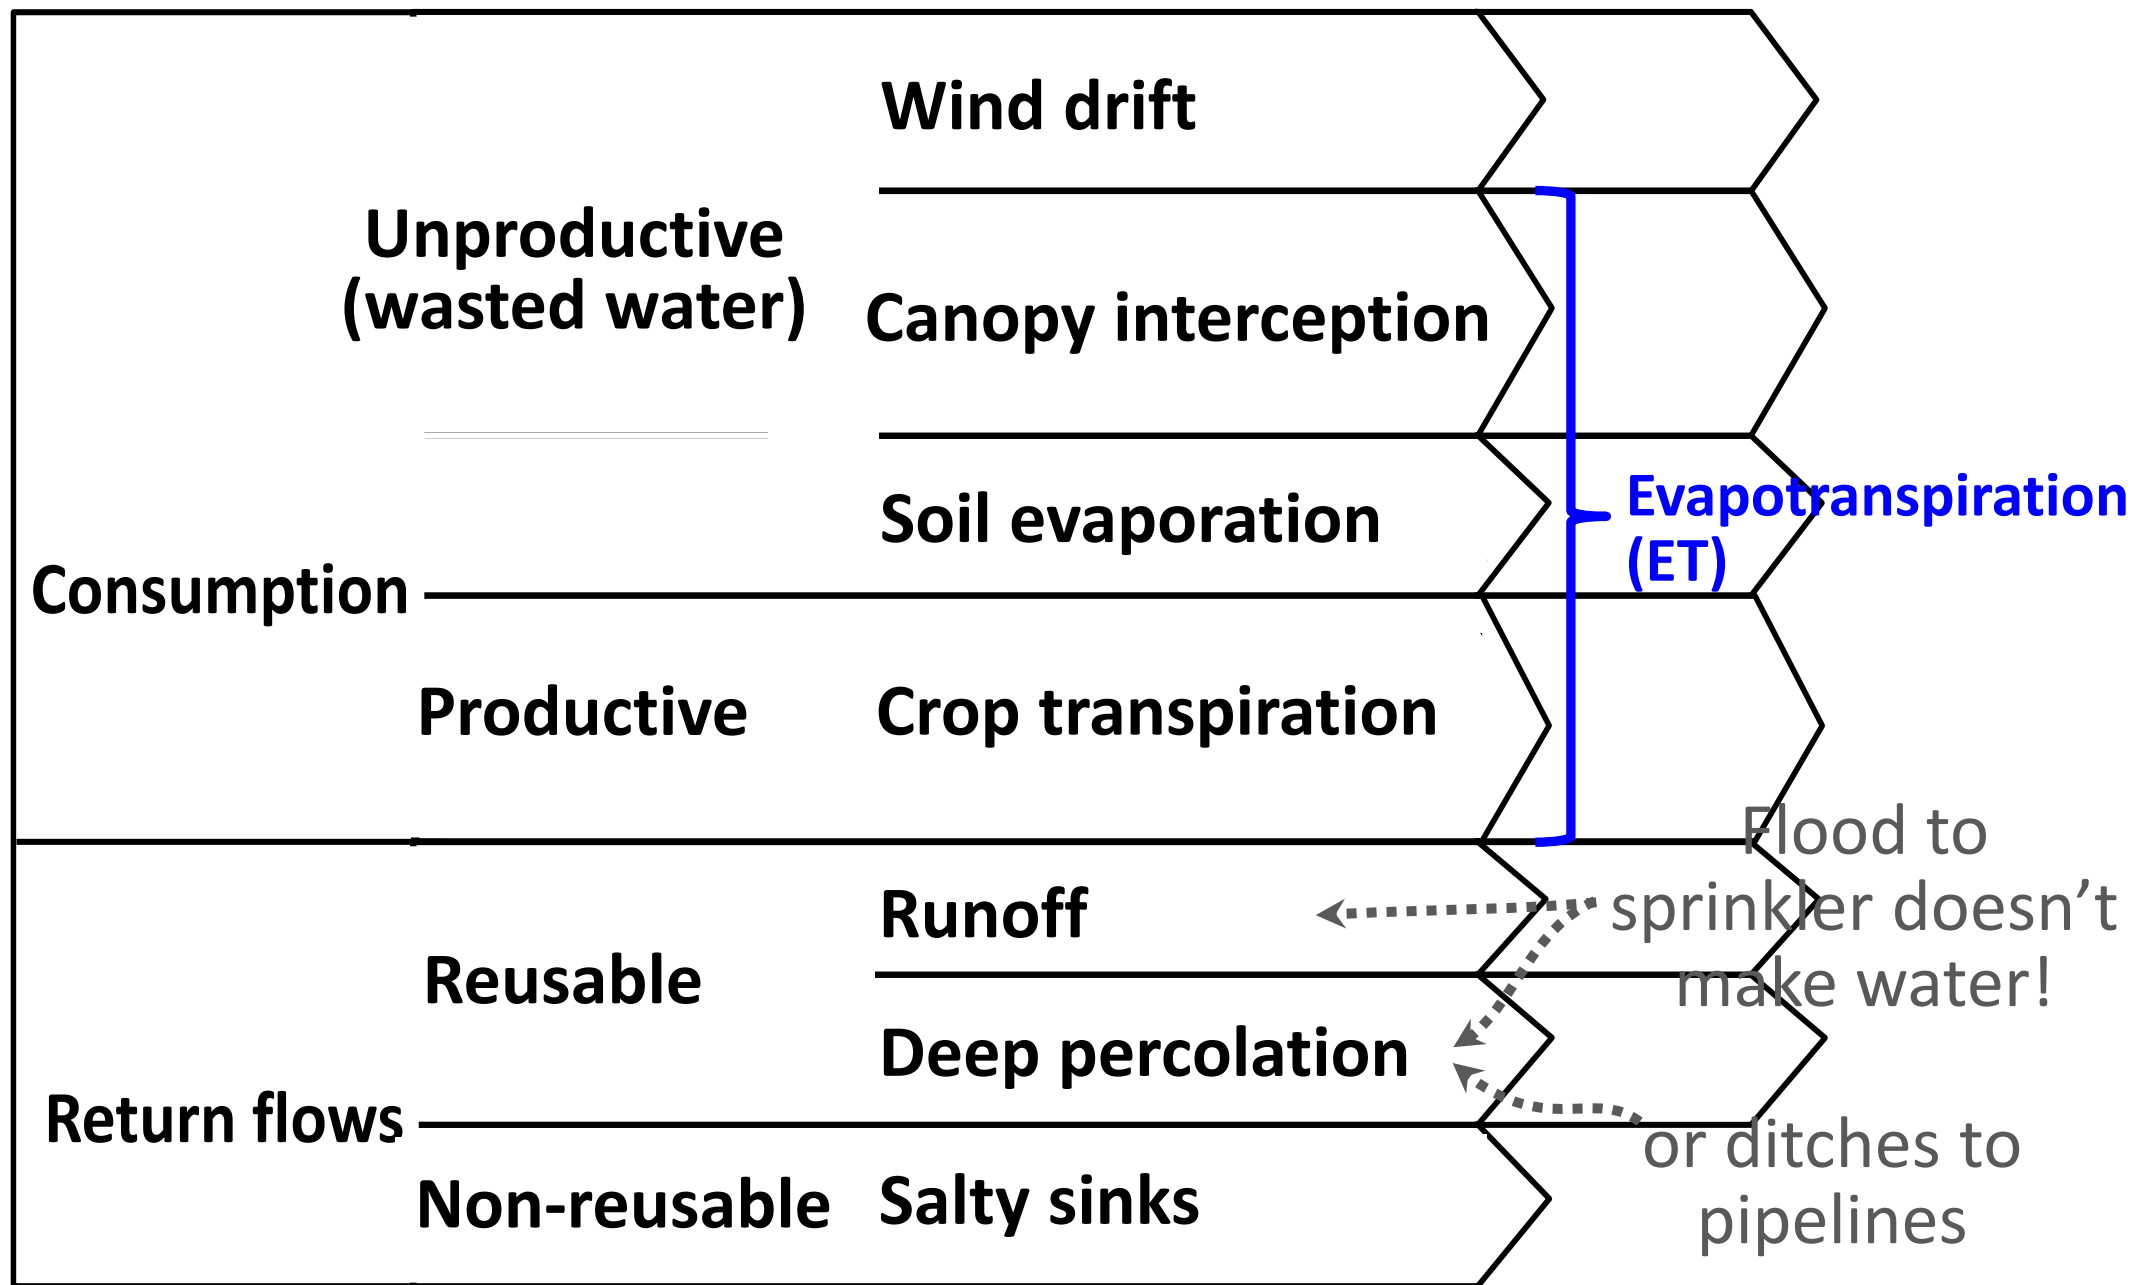 Wind drift
Unproductive
(wasted water)
Canopy interception
Soil evaporation
Evapotranspiration
(ET)
Consumption
Productive
Crop transpiration
Flood to
sprinkler doesn’t
make water!
Runoff
Reusable
Deep percolation
Return flows
or ditches to
pipelines
Non-reusable
Salty sinks